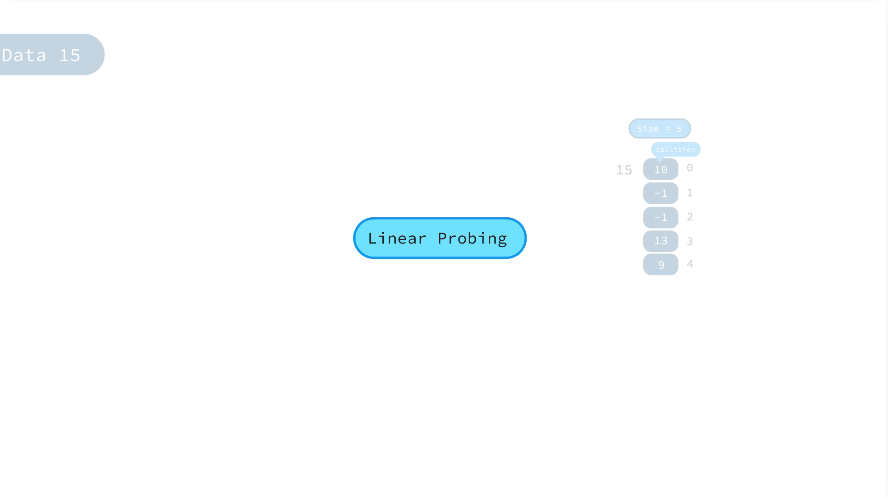 Data 15
Size = 5
collision
15 10 0
-1 1
-1 2
Linear Probing
13 3
9 4